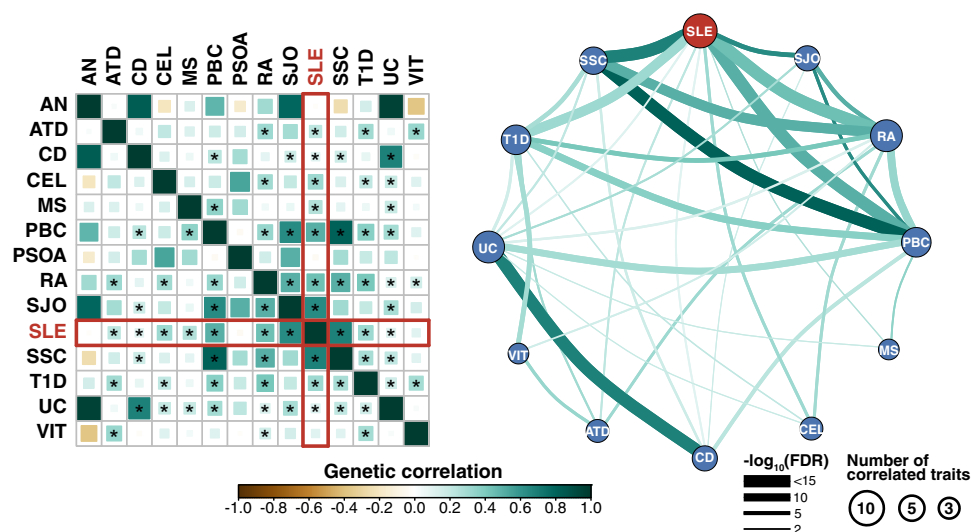 AN ATD CD CEL MS PBC PSOA RA SJO SLE SSC T1D UC VIT
AN
ATD
CD
CEL
MS
PBC
PSOA
RA
SJO
SLE
SSC
T1D
UC
VIT
Genetic correlation
-1.0 -0.8 -0.6 -0.4 -0.2 0.0 0.2 0.4 0.6 0.8 1.0
SLE
SSC
SJO
T1D
RA
UC
PBC
VIT
MS
ATD
CEL
CD
-log10(FDR)
<15
10
5
2
Number of
correlated traits
10 5 3